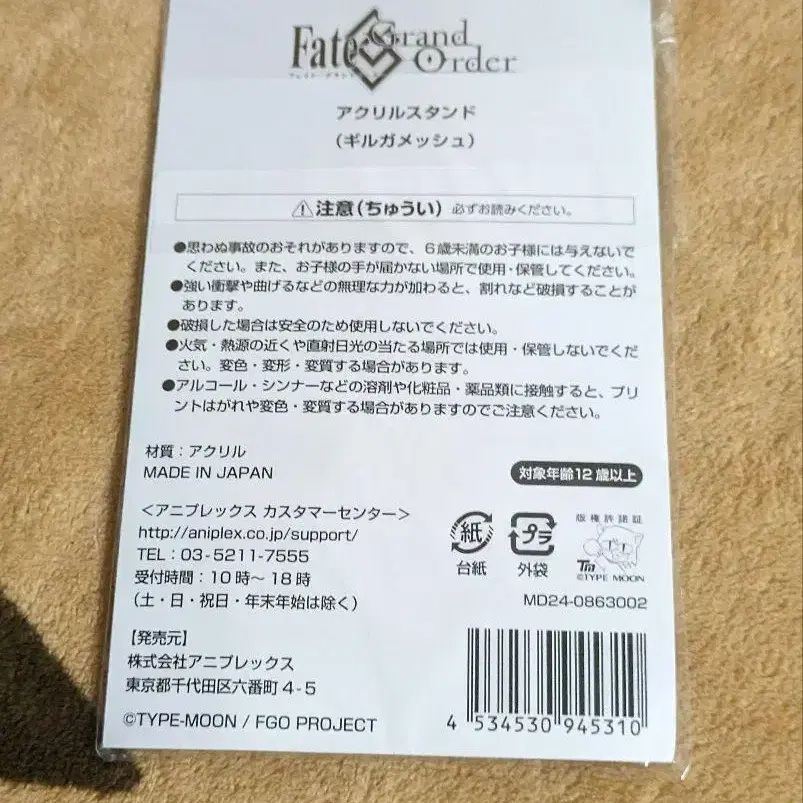 Fate Grand Order
フェイト・グランド
アクリルスタンド
(ギルガメッシュ)
⚠注意(ちゅうい) 必ずお読みください。
●思わぬ事故のおそれがありますので、6歳未満のお子様には与えないで
ください。また、お子様の手が届かない場所で使用・保管してください。
●強い衝撃や曲げるなどの無理な力が加わると、割れなど破損することが
あります。
●破損した場合は安全のため使用しないでください。
●火気・熱源の近くや直射日光の当たる場所では使用・保管しないでくだ
さい。変色・変形・変質する場合があります。
●アルコール・シンナーなどの溶剤や化粧品・薬品類に接触すると、プリ
ントはがれや変色・変質する場合がありますのでご注意ください。
材質:アクリル
MADE IN JAPAN
対象年齢12歳以上
<アニプレックス カスタマーセンター>
http://aniplex.co.jp/support/
TEL:03-5211-7555
受付時間:10時~18時
(土・日・祝日・年末年始は除く)
紙
台紙
プラ
外袋
版権許諾証
Tm
©TYPE MOON
MD24-0863002
【発売元】
株式会社アニプレックス
東京都千代田区六番町4-5
©TYPE-MOON / FGO PROJECT
4 534530 945310